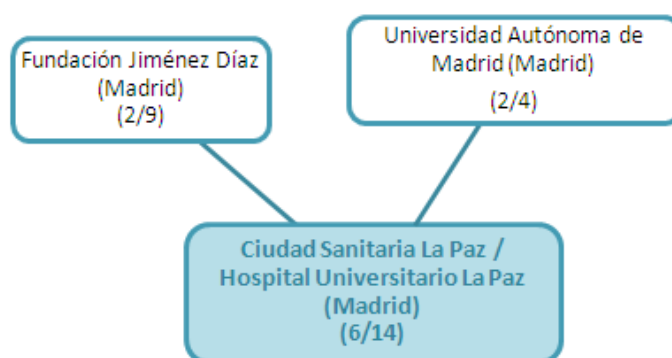 Fundación Jiménez Díaz
(Madrid)
(2/9)
Universidad Autónoma de
Madrid (Madrid)
(2/4)
Ciudad Sanitaria La Paz /
Hospital Universitario La Paz
(Madrid)
(6/14)